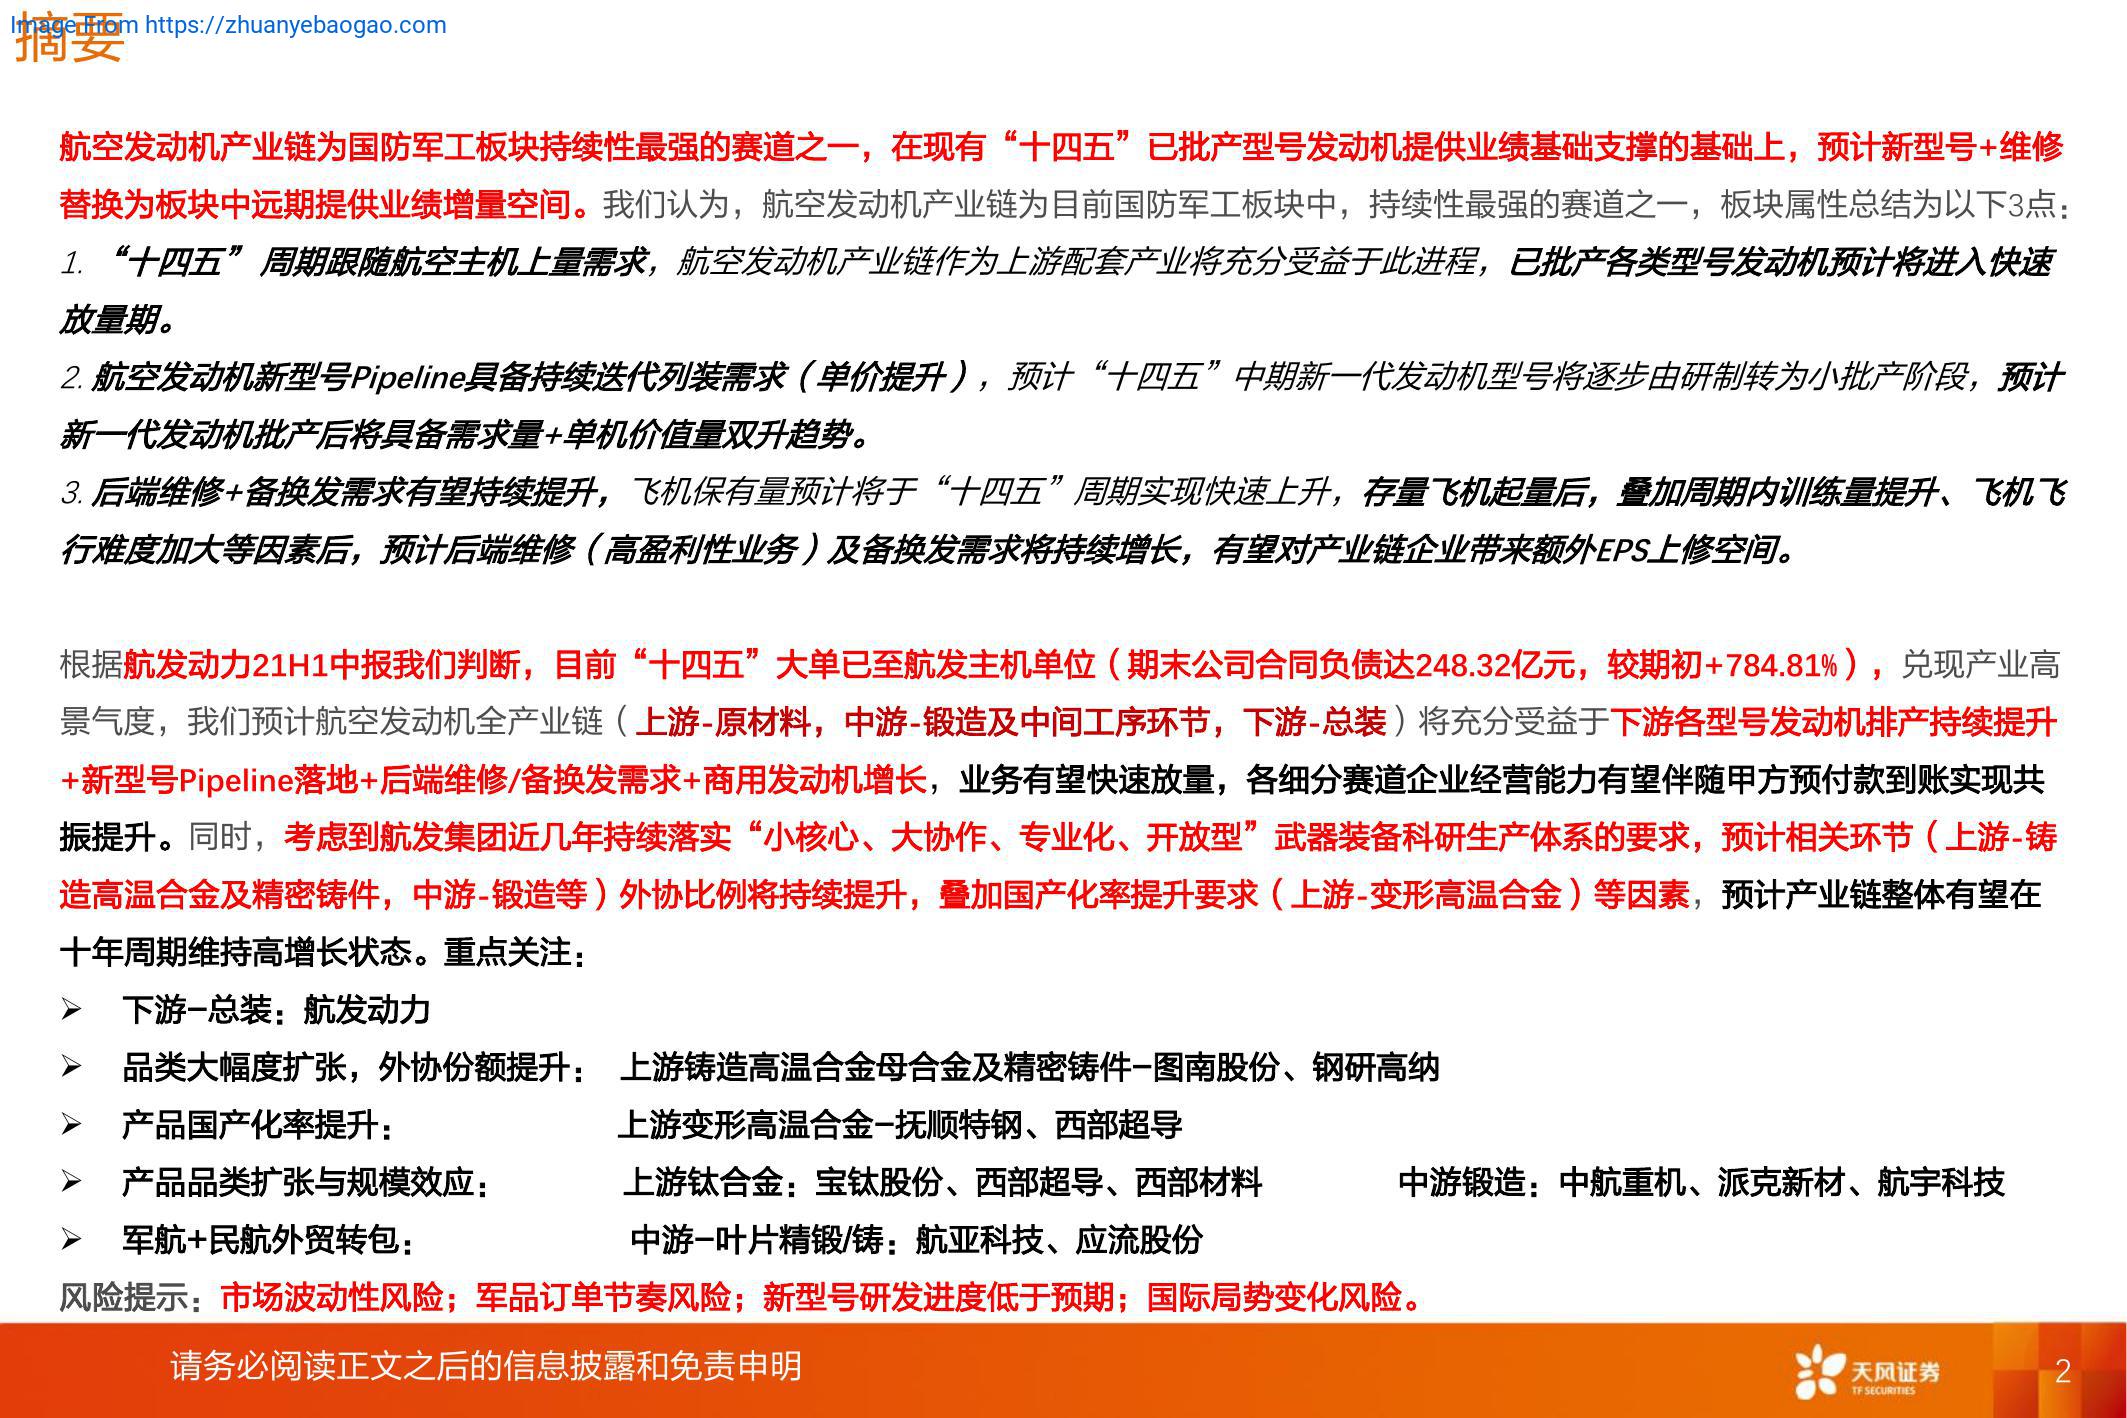 Image From https://zhuanyebaogao.com
摘要
航空发动机产业链为国防军工板块持续性最强的赛道之一，在现有“十四五”已批产型号发动机提供业绩基础支撑的基础上，预计新型号+维修
替换为板块中远期提供业绩增量空间。我们认为，航空发动机产业链为目前国防军工板块中，持续性最强的赛道之一，板块属性总结为以下3点：
1. “十四五” 周期跟随航空主机上量需求，航空发动机产业链作为上游配套产业将充分受益于此进程，已批产各类型号发动机预计将进入快速
放量期。
2. 航空发动机新型号Pipeline具备持续迭代列装需求（单价提升），预计“十四五”中期新一代发动机型号将逐步由研制转为小批产阶段，预计
新一代发动机批产后将具备需求量+单机价值量双升趋势。
3. 后端维修+备换发需求有望持续提升，飞机保有量预计将于“十四五”周期实现快速上升，存量飞机起量后，叠加周期内训练量提升、飞机飞
行难度加大等因素后，预计后端维修（高盈利性业务）及备换发需求将持续增长，有望对产业链企业带来额外EPS上修空间。
根据航发动力21H1中报我们判断，目前“十四五”大单已至航发主机单位（期末公司合同负债达248.32亿元，较期初+784.81%），兑现产业高
景气度，我们预计航空发动机全产业链（上游-原材料，中游-锻造及中间工序环节，下游-总装）将充分受益于下游各型号发动机排产持续提升
+新型号Pipeline落地+后端维修/备换发需求+商用发动机增长，业务有望快速放量，各细分赛道企业经营能力有望伴随甲方预付款到账实现共
振提升。同时，考虑到航发集团近几年持续落实“小核心、大协作、专业化、开放型”武器装备科研生产体系的要求，预计相关环节（上游-铸
造高温合金及精密铸件，中游-锻造等）外协比例将持续提升，叠加国产化率提升要求（上游-变形高温合金）等因素，预计产业链整体有望在
十年周期维持高增长状态。重点关注：
➢ 下游–总装：航发动力
➢ 品类大幅度扩张，外协份额提升： 上游铸造高温合金母合金及精密铸件–图南股份、钢研高纳
➢ 产品国产化率提升： 上游变形高温合金–抚顺特钢、西部超导
➢ 产品品类扩张与规模效应： 上游钛合金：宝钛股份、西部超导、西部材料 中游锻造：中航重机、派克新材、航宇科技
➢ 军航+民航外贸转包： 中游–叶片精锻/铸：航亚科技、应流股份
风险提示：市场波动性风险；军品订单节奏风险；新型号研发进度低于预期；国际局势变化风险。
请务必阅读正文之后的信息披露和免责申明
天风证券
TF SECURITIES
2